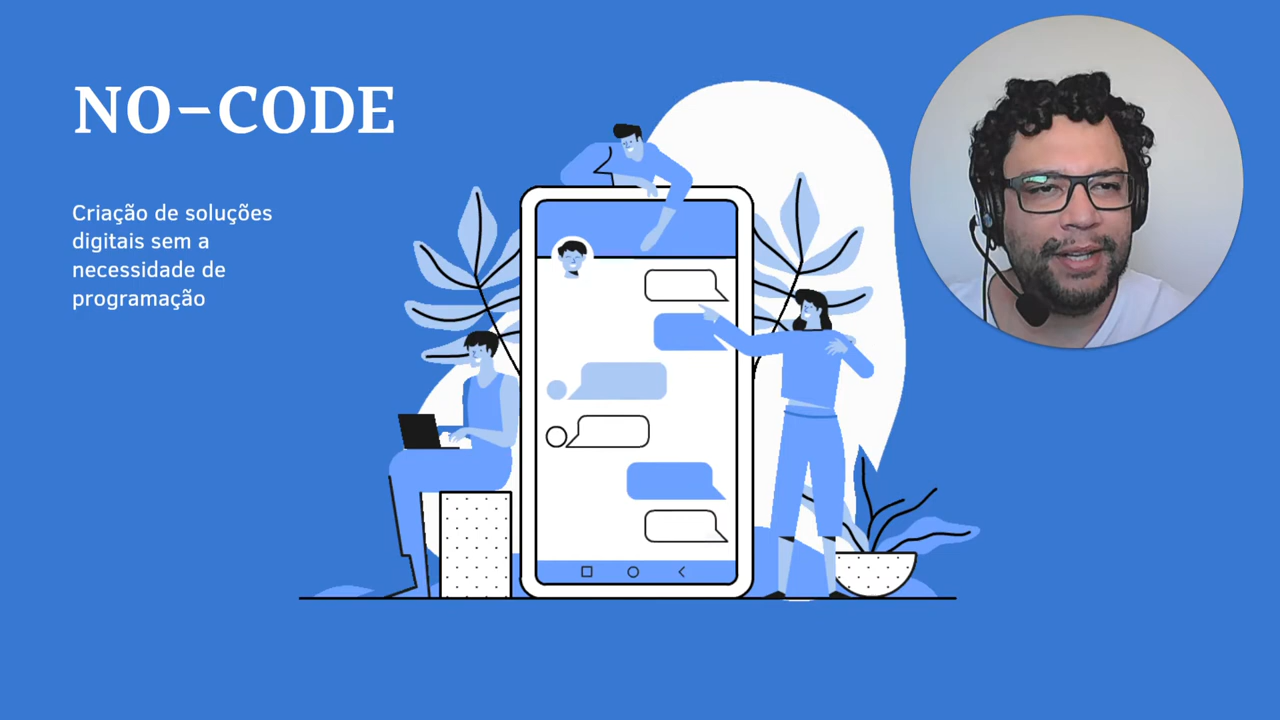 NO-CODE
Criação de soluções
digitais sem a
necessidade de
programação